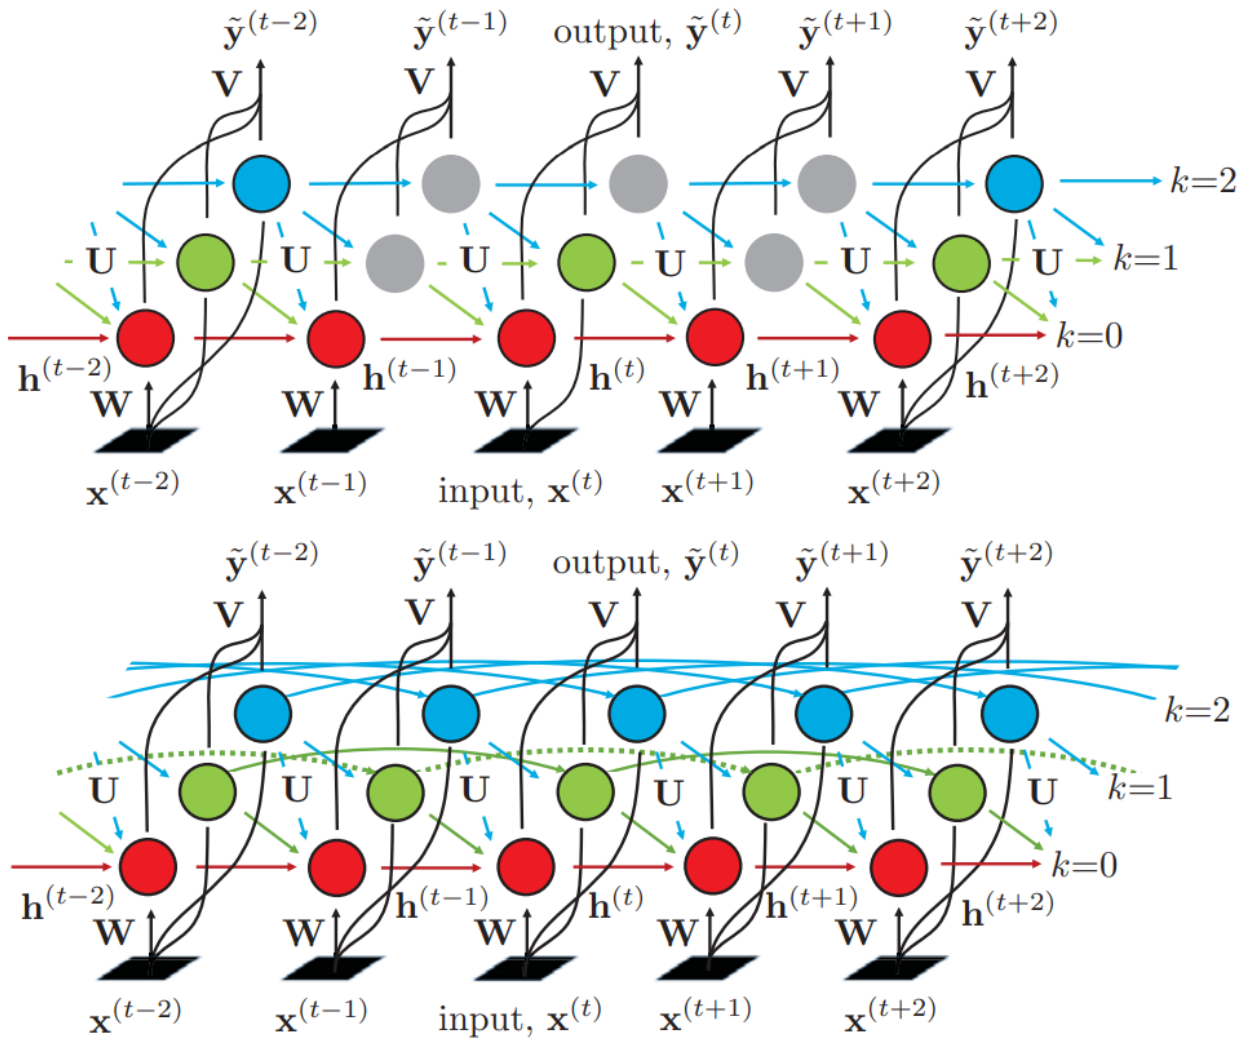 ỹ^(t−2) ỹ^(t−1) output, ỹ^(t) ỹ^(t+1) ỹ^(t+2)
V V V V V
k=2
U U U U U k=1
k=0
h^(t−2) h^(t−1) h^(t) h^(t+1) h^(t+2)
W W W W W
x^(t−2) x^(t−1) input, x^(t) x^(t+1) x^(t+2)
ỹ^(t−2) ỹ^(t−1) output, ỹ^(t) ỹ^(t+1) ỹ^(t+2)
V V V V V
k=2
U U U U U k=1
k=0
h^(t−2) h^(t−1) h^(t) h^(t+1) h^(t+2)
W W W W W
x^(t−2) x^(t−1) input, x^(t) x^(t+1) x^(t+2)